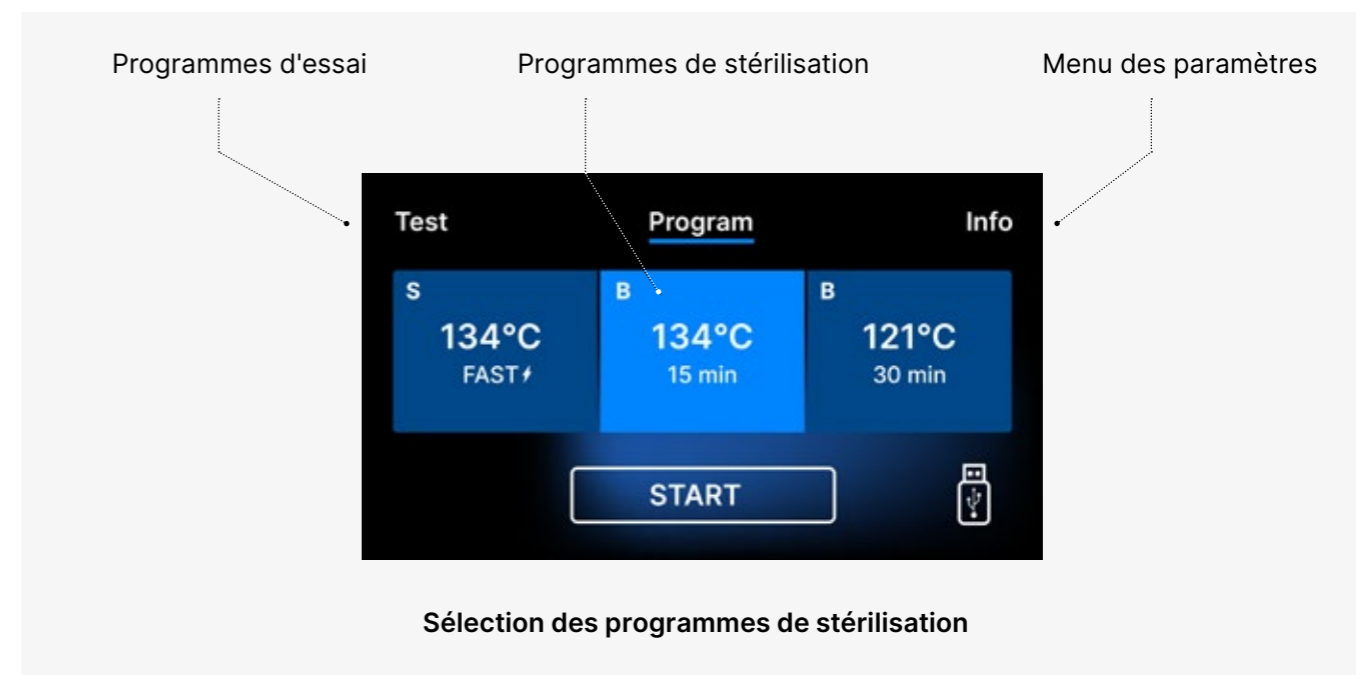 Programmes d'essai
Programmes de stérilisation
Menu des paramètres
Test
Program
Info
S
134°C
FAST
B
134°C
15 min
B
121°C
30 min
START
Sélection des programmes de stérilisation